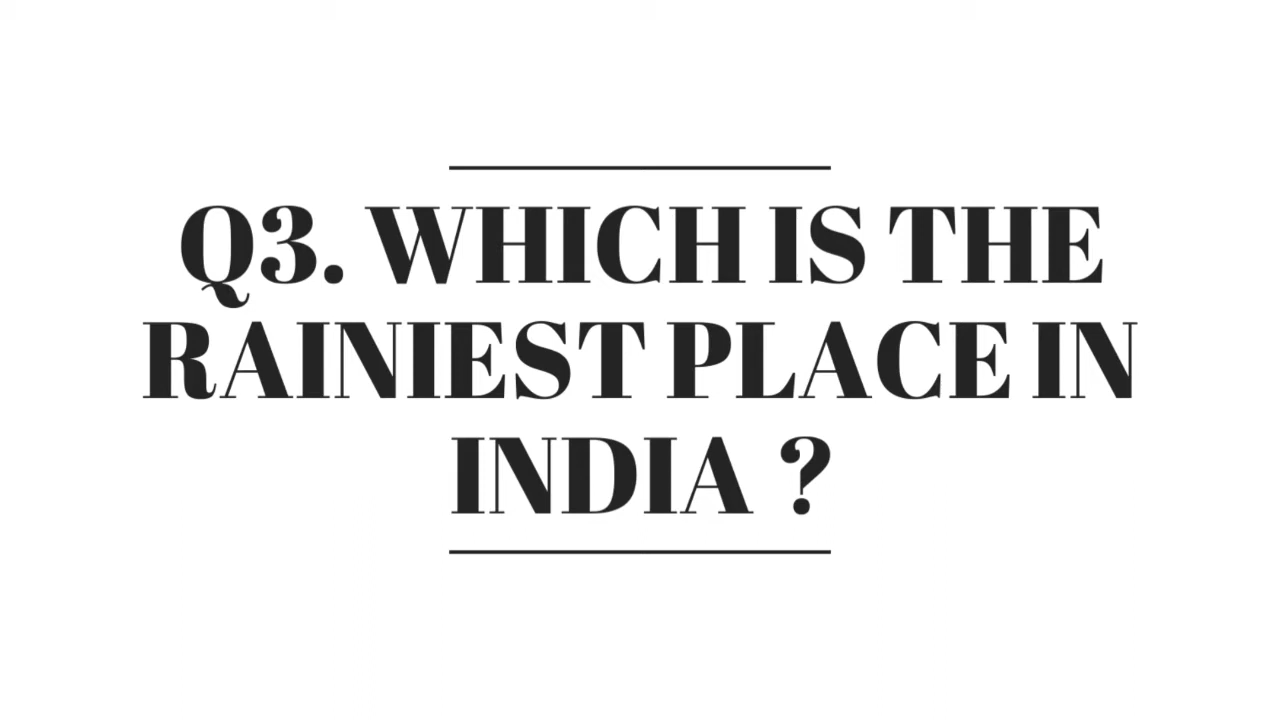 Q3. WHICH IS THE
RAINIEST PLACE IN
INDIA ?